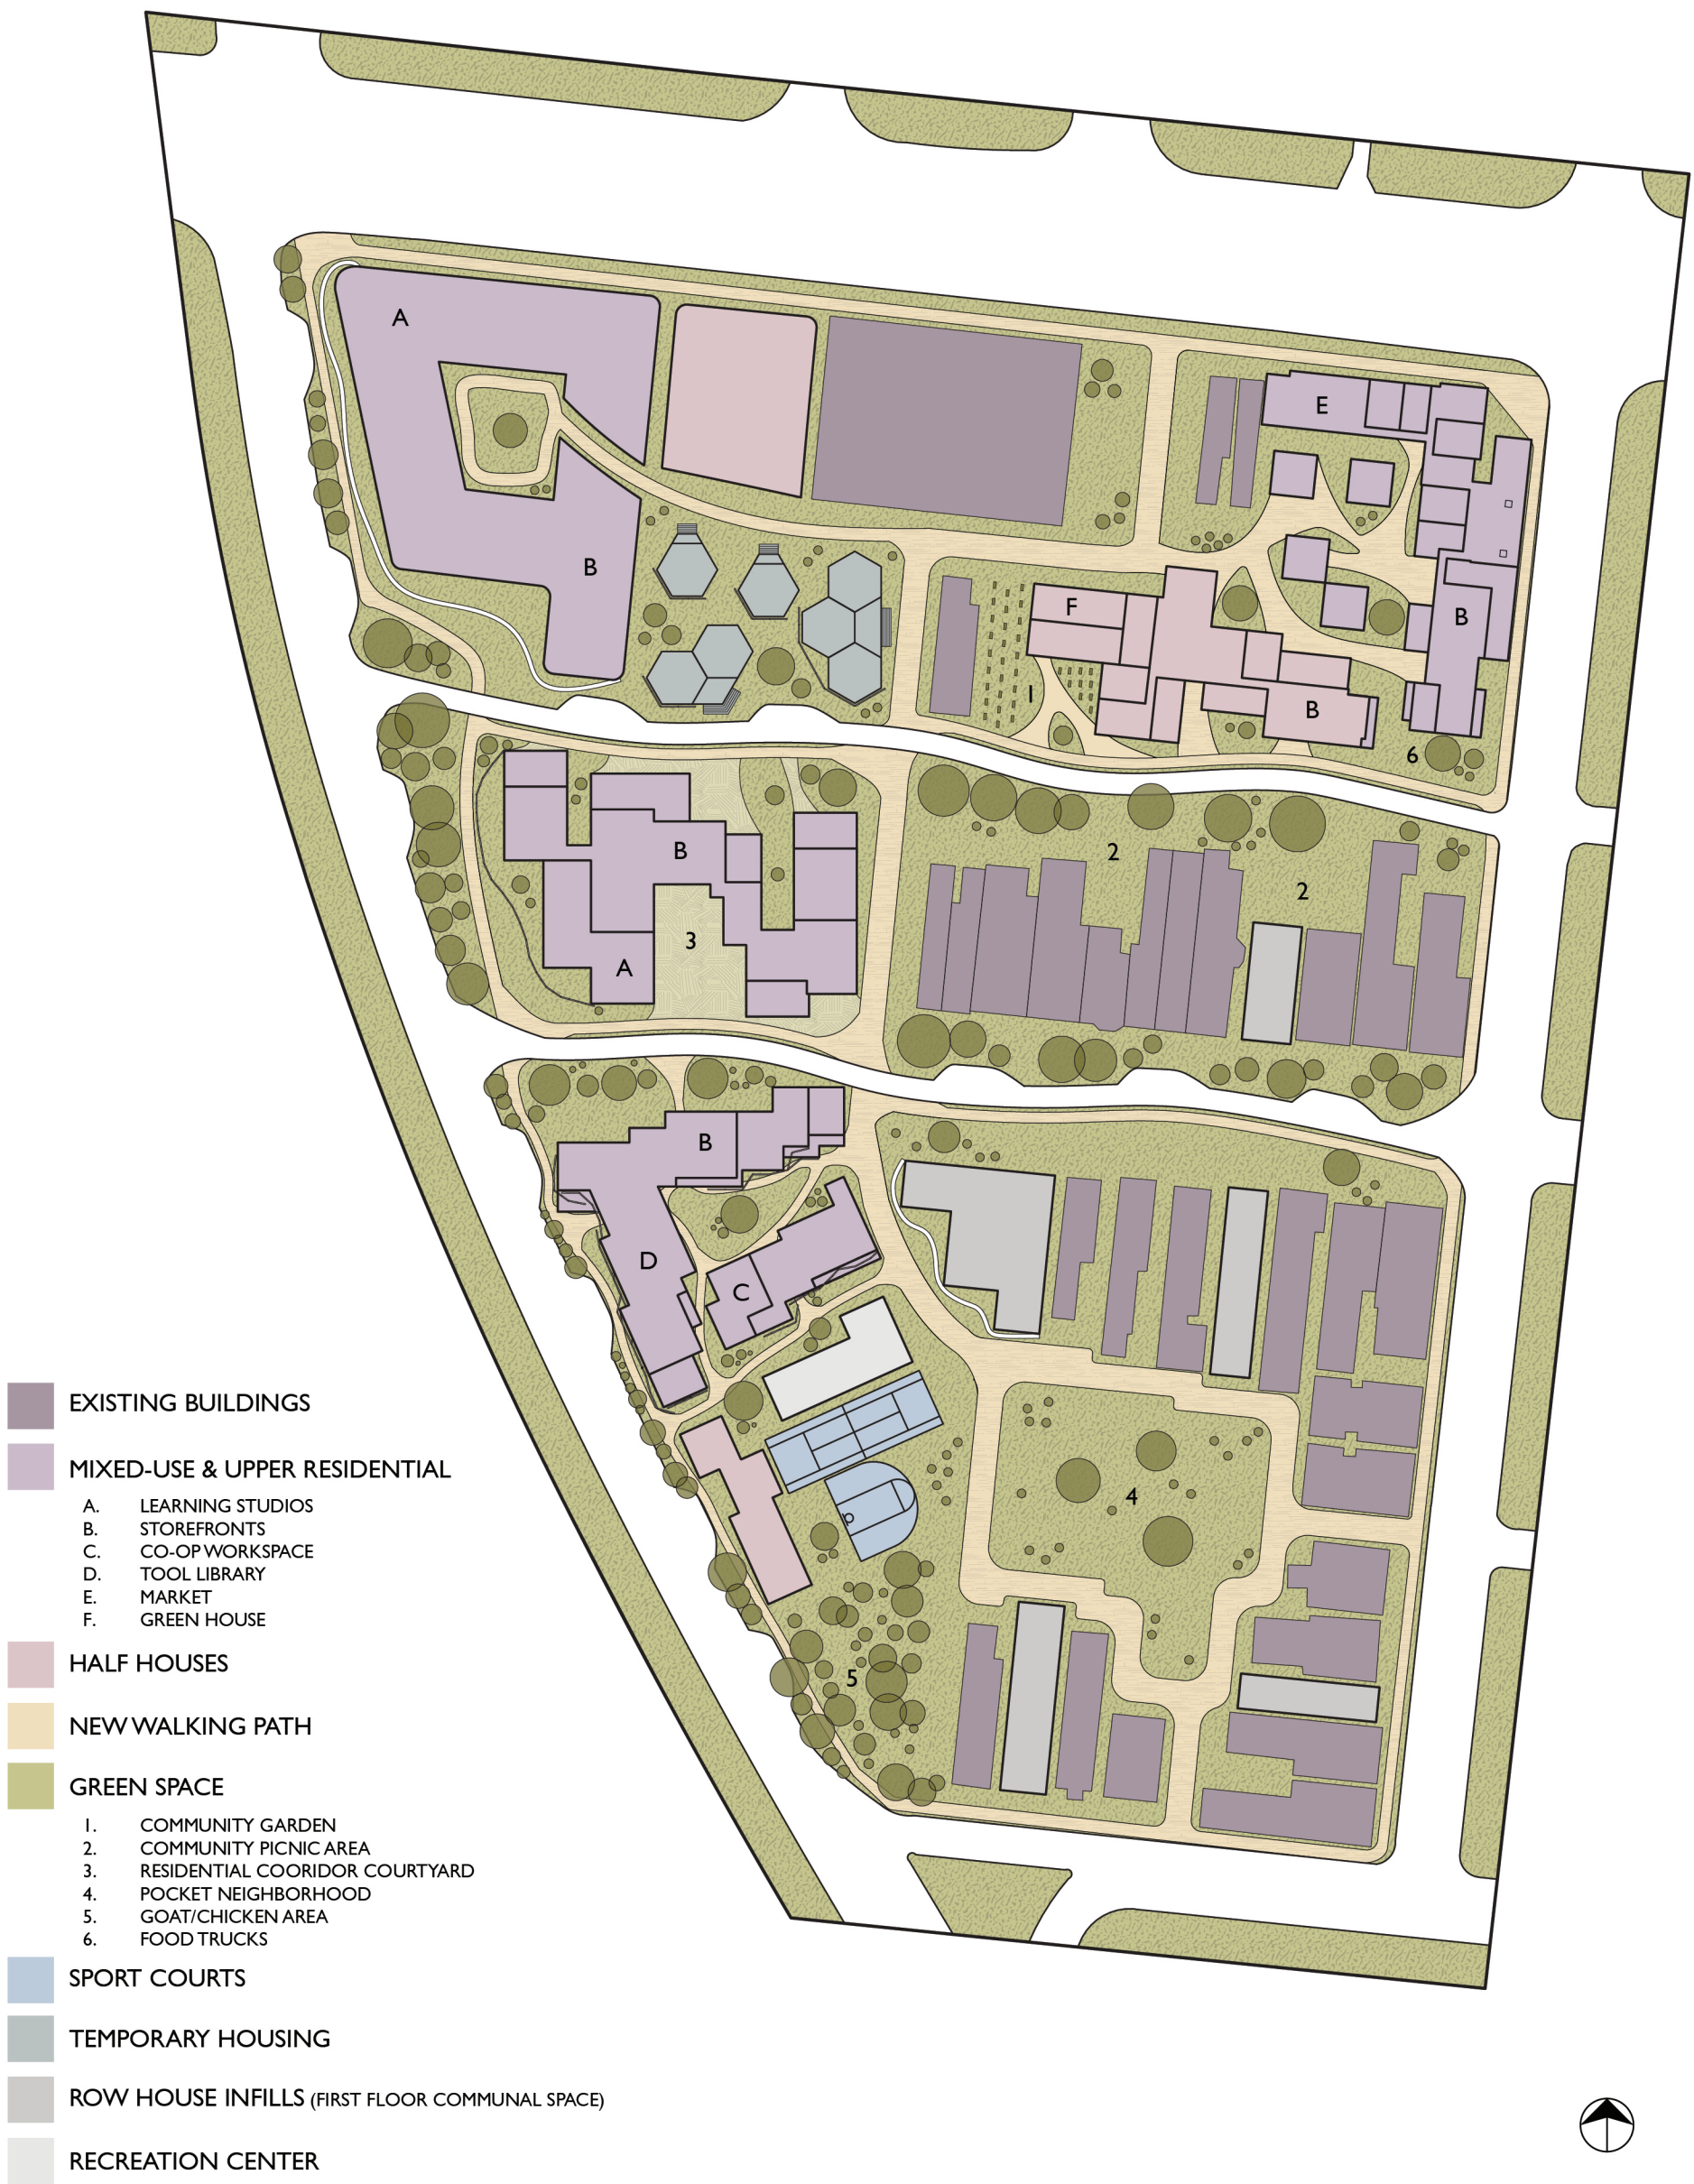 A
E
B
F
B
1
B
6
B
2
2
3
A
B
D
C
4
5
EXISTING BUILDINGS
MIXED-USE & UPPER RESIDENTIAL
A. LEARNING STUDIOS
B. STOREFRONTS
C. CO-OP WORKSPACE
D. TOOL LIBRARY
E. MARKET
F. GREEN HOUSE
HALF HOUSES
NEW WALKING PATH
GREEN SPACE
1. COMMUNITY GARDEN
2. COMMUNITY PICNIC AREA
3. RESIDENTIAL COORIDOR COURTYARD
4. POCKET NEIGHBORHOOD
5. GOAT/CHICKEN AREA
6. FOOD TRUCKS
SPORT COURTS
TEMPORARY HOUSING
ROW HOUSE INFILLS (FIRST FLOOR COMMUNAL SPACE)
RECREATION CENTER